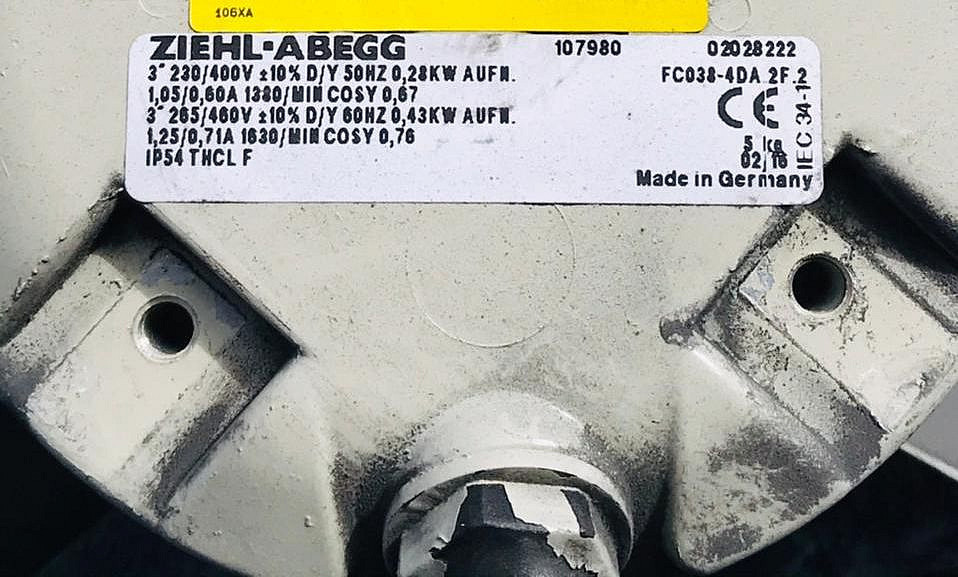 106XA
ZIEHL-ABEGG 107980 02028222
3~ 230/400V ±10% D/Y 50HZ 0,28KW AUFN. FC038-4DA.2F.2
1,05/0,60A 1380/MIN COSY 0,67
3~ 265/460V ±10% D/Y 60HZ 0,43KW AUFN.
1,25/0,71A 1630/MIN COSY 0,76
IP54 THCL F
CE
IEC 34-1
5 kg
02/16
Made in Germany